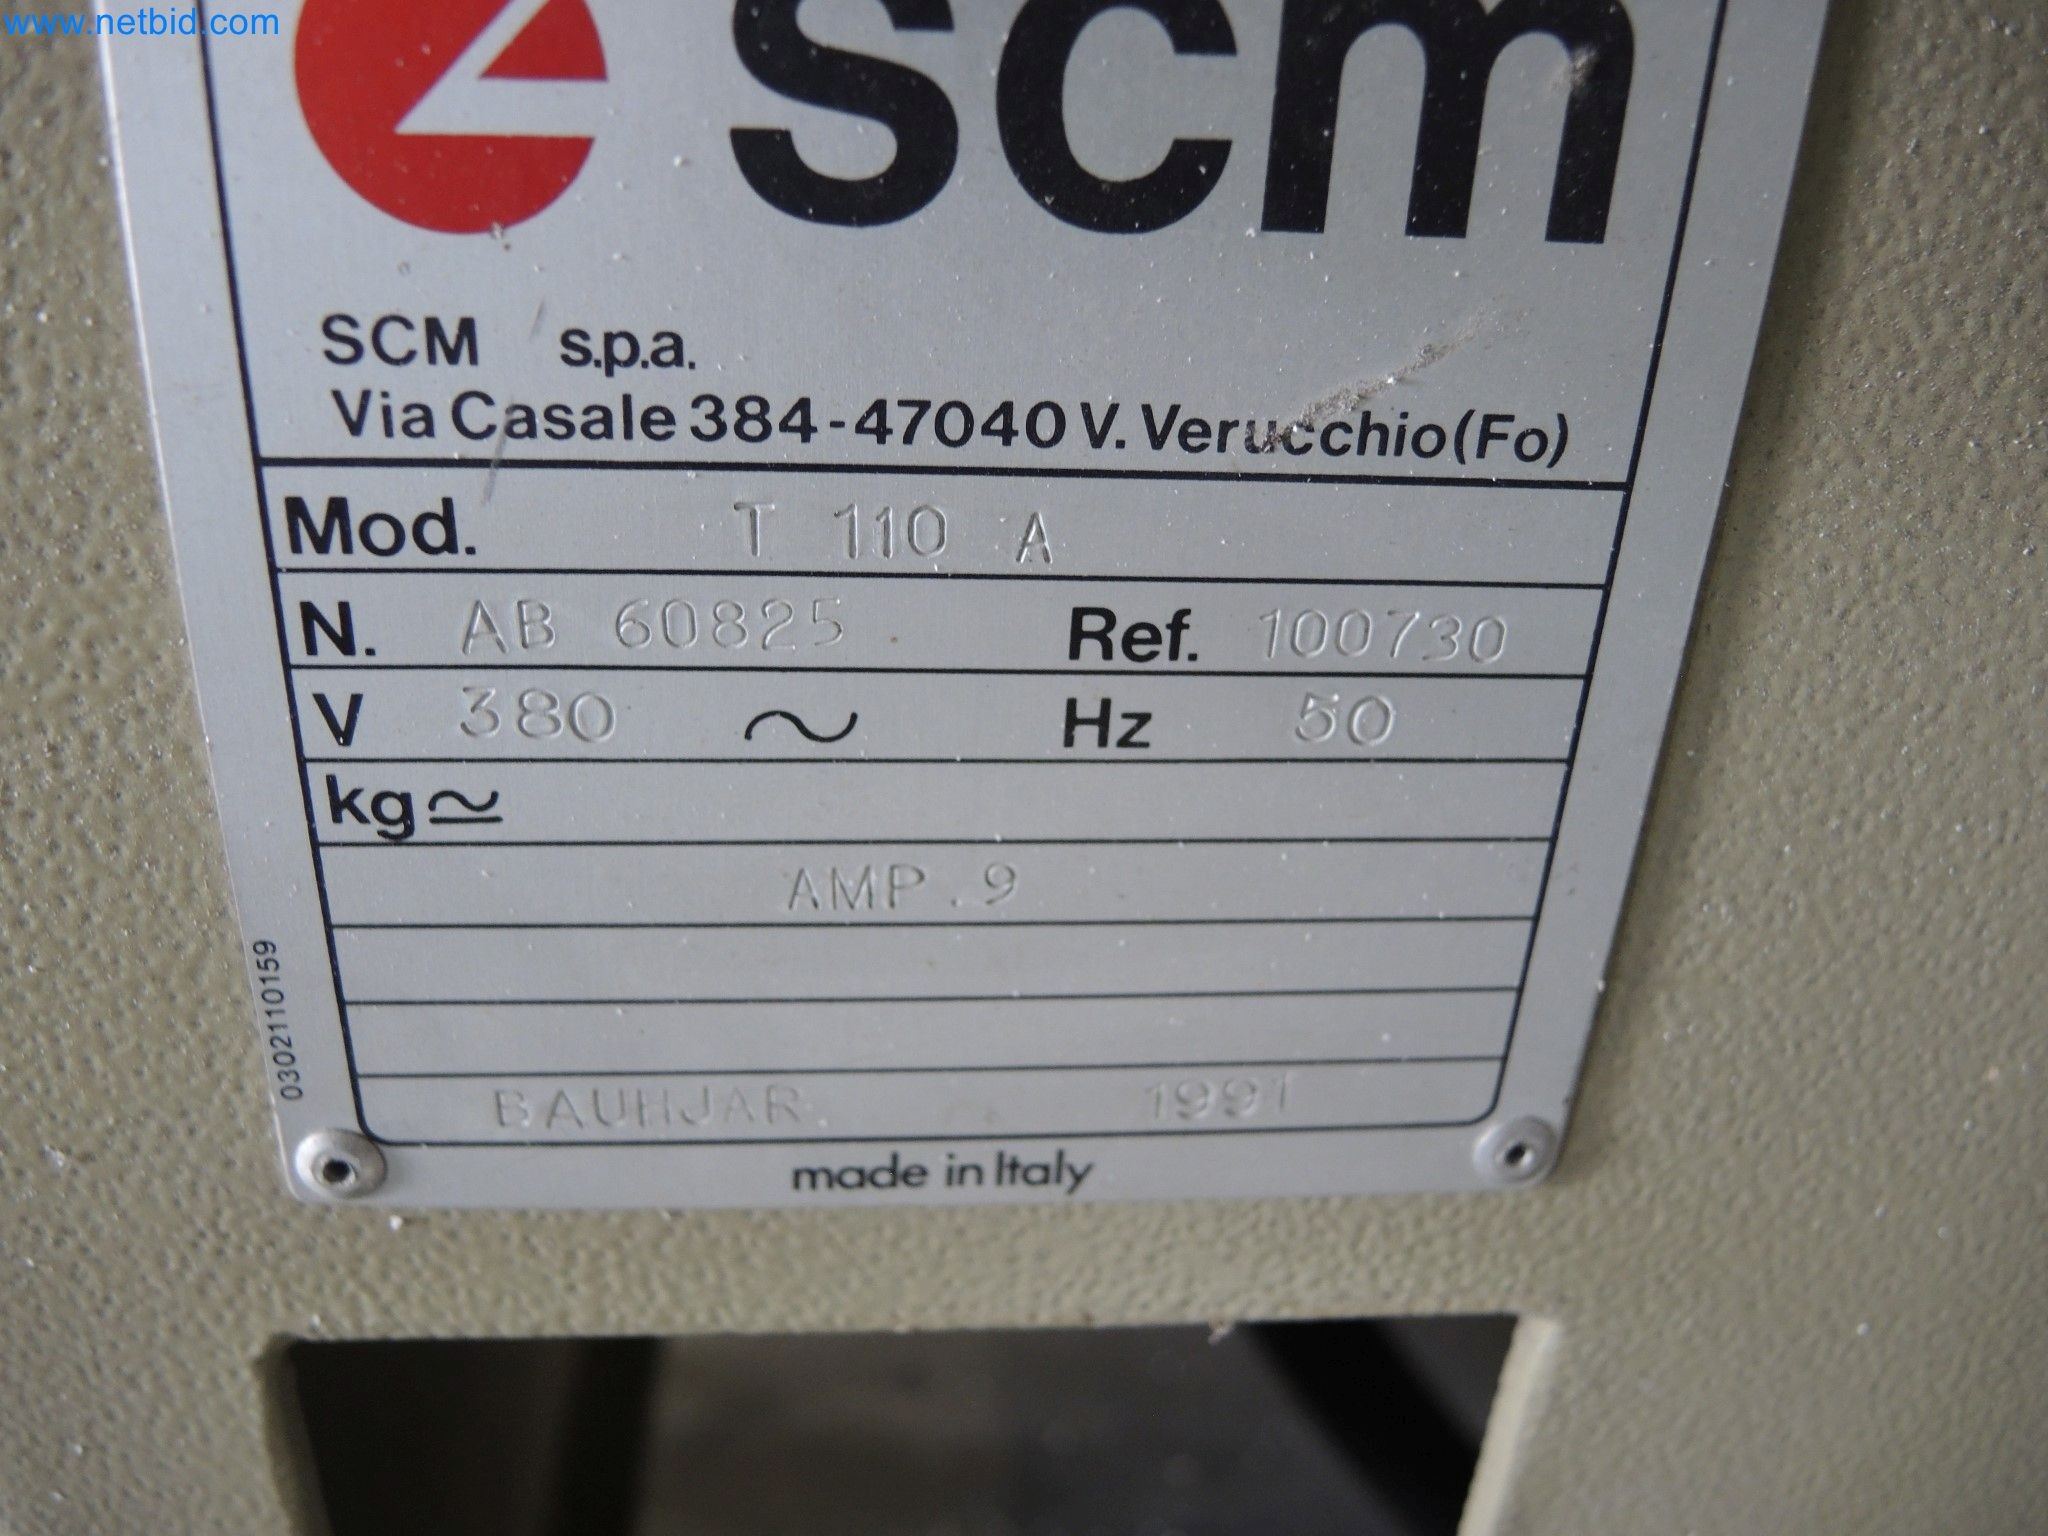 www.netbid.com
scm
SCM s.p.a.
Via Casale 384-47040 V. Verucchio (Fo)
Mod. T 110 A
N. AB 60825 Ref. 100730
V 380 ~ Hz 50
kg ≃
AMP.9
BAUHJAR 1991
made in Italy
0302110159